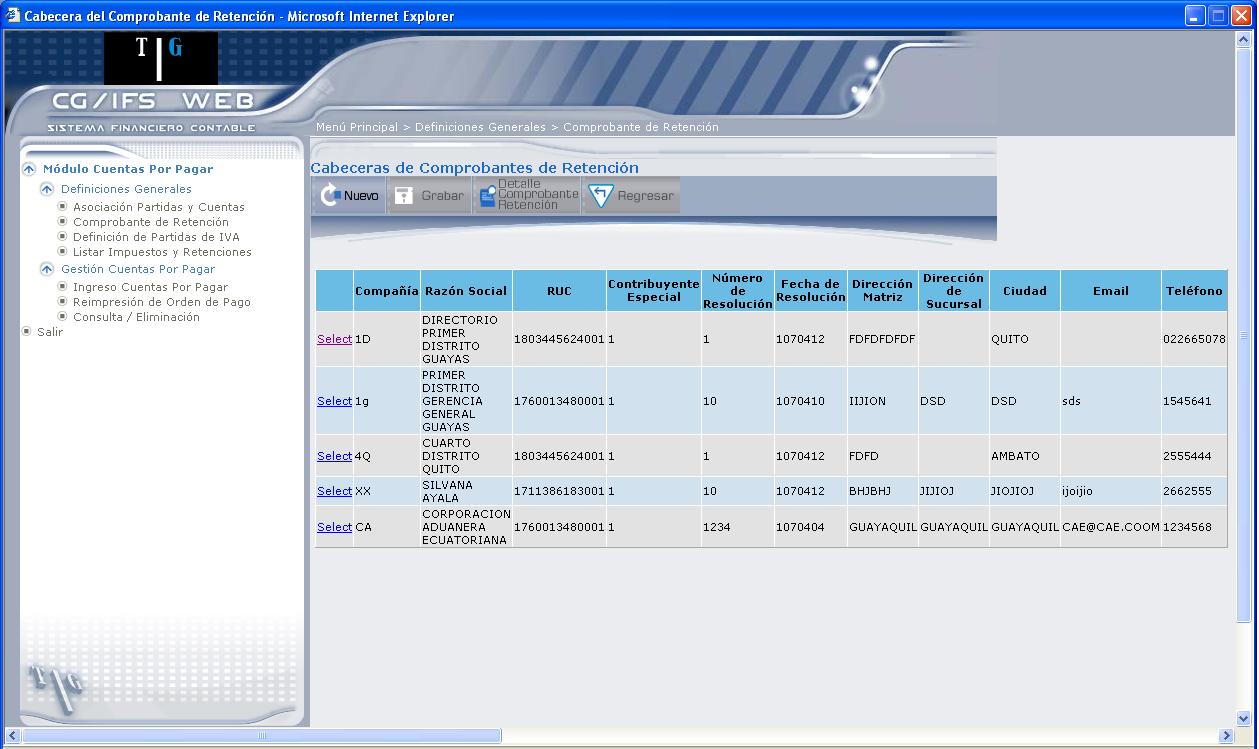 Cabecera del Comprobante de Retención - Microsoft Internet Explorer
T G
CG/IFS WEB
SISTEMA FINANCIERO CONTABLE
Menú Principal > Definiciones Generales > Comprobante de Retención
Módulo Cuentas Por Pagar
Definiciones Generales
Asociación Partidas y Cuentas
Comprobante de Retención
Definición de Partidas de IVA
Listar Impuestos y Retenciones
Gestión Cuentas Por Pagar
Ingreso Cuentas Por Pagar
Reimpresión de Orden de Pago
Consulta / Eliminación
Salir
T G
Cabeceras de Comprobantes de Retención
Nuevo Grabar Detalle Comprobante Retención Regresar
Compañía Razón Social RUC Contribuyente Especial Número de Resolución Fecha de Resolución Dirección Matriz Dirección de Sucursal Ciudad Email Teléfono
Select 1D DIRECTORIO PRIMER DISTRITO GUAYAS 1803445624001 1 1 1070412 FDFDFDFDF QUITO 022665078
Select 1g PRIMER DISTRITO GERENCIA GENERAL GUAYAS 1760013480001 1 10 1070410 IIJION DSD DSD sds 1545641
Select 4Q CUARTO DISTRITO QUITO 1803445624001 1 1 1070412 FDFD AMBATO 2555444
Select XX SILVANA AYALA 1711386183001 1 10 1070412 BHJBHJ JIJIOJ JIOJIOJ ijoijio 2662555
Select CA CORPORACION ADUANERA ECUATORIANA 1760013480001 1 1234 1070404 GUAYAQUIL GUAYAQUIL GUAYAQUIL CAE@CAE.COOM 1234568